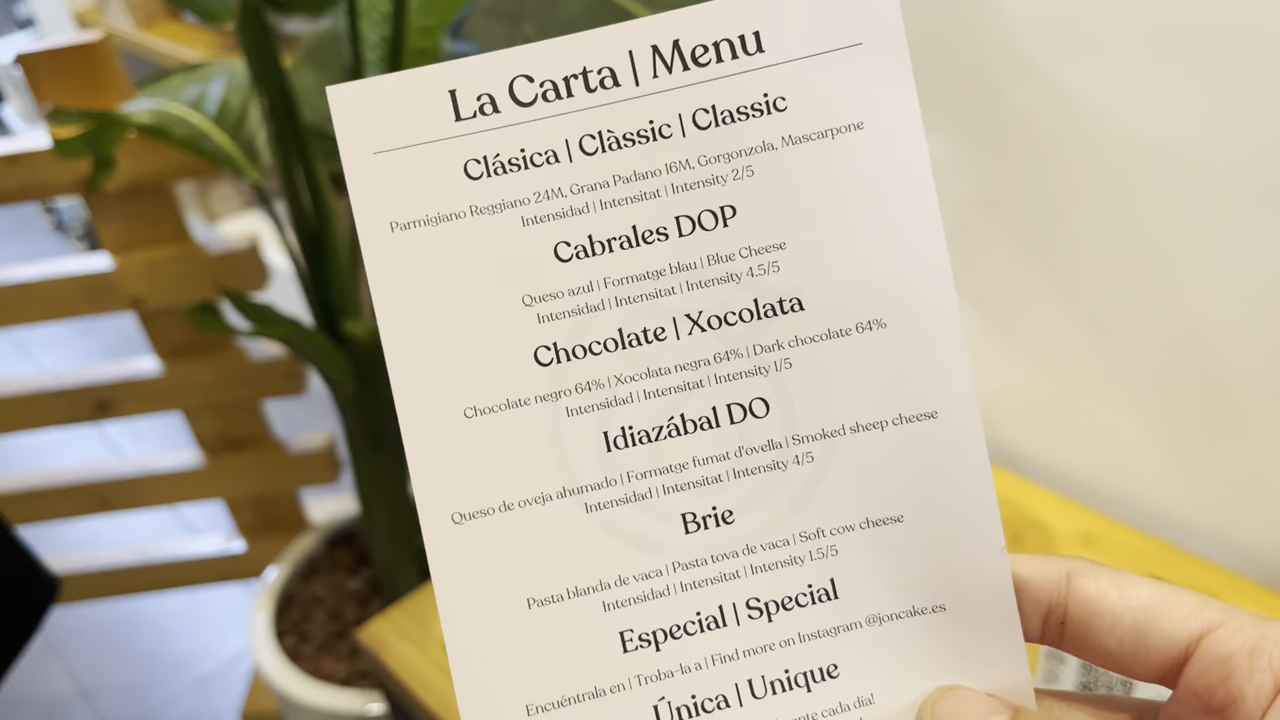 La Carta | Menu
Clásica | Clàssic | Classic
Parmigiano Reggiano 24M, Grana Padano 16M, Gorgonzola, Mascarpone
Intensidad | Intensitat | Intensity 2/5
Cabrales DOP
Queso azul | Formatge blau | Blue Cheese
Intensidad | Intensitat | Intensity 4.5/5
Chocolate | Xocolata
Chocolate negro 64% | Xocolata negra 64% | Dark chocolate 64%
Intensidad | Intensitat | Intensity 1/5
Idiazábal DO
Queso de oveja ahumado | Formatge fumat d'ovella | Smoked sheep cheese
Intensidad | Intensitat | Intensity 4/5
Brie
Pasta blanda de vaca | Pasta tova de vaca | Soft cow cheese
Intensidad | Intensitat | Intensity 1.5/5
Especial | Special
Encuéntrala en | Troba-la a | Find more on Instagram @joncake.es
Única | Unique
cada día!